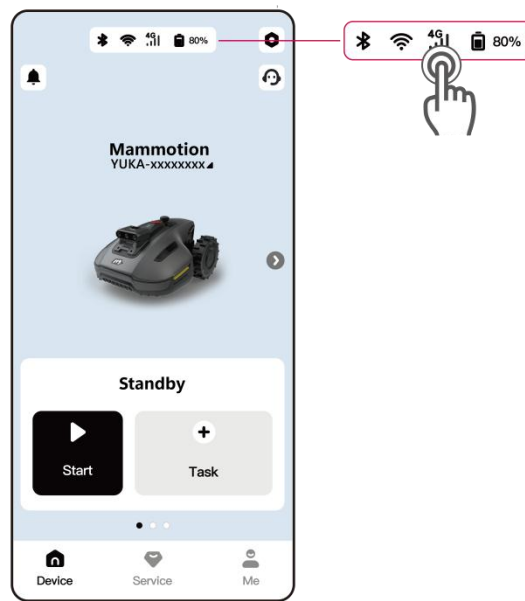 4G 80%
4G 80%
Mammotion
YUKA-xxxxxxxx
Standby
Start Task
Device Service Me